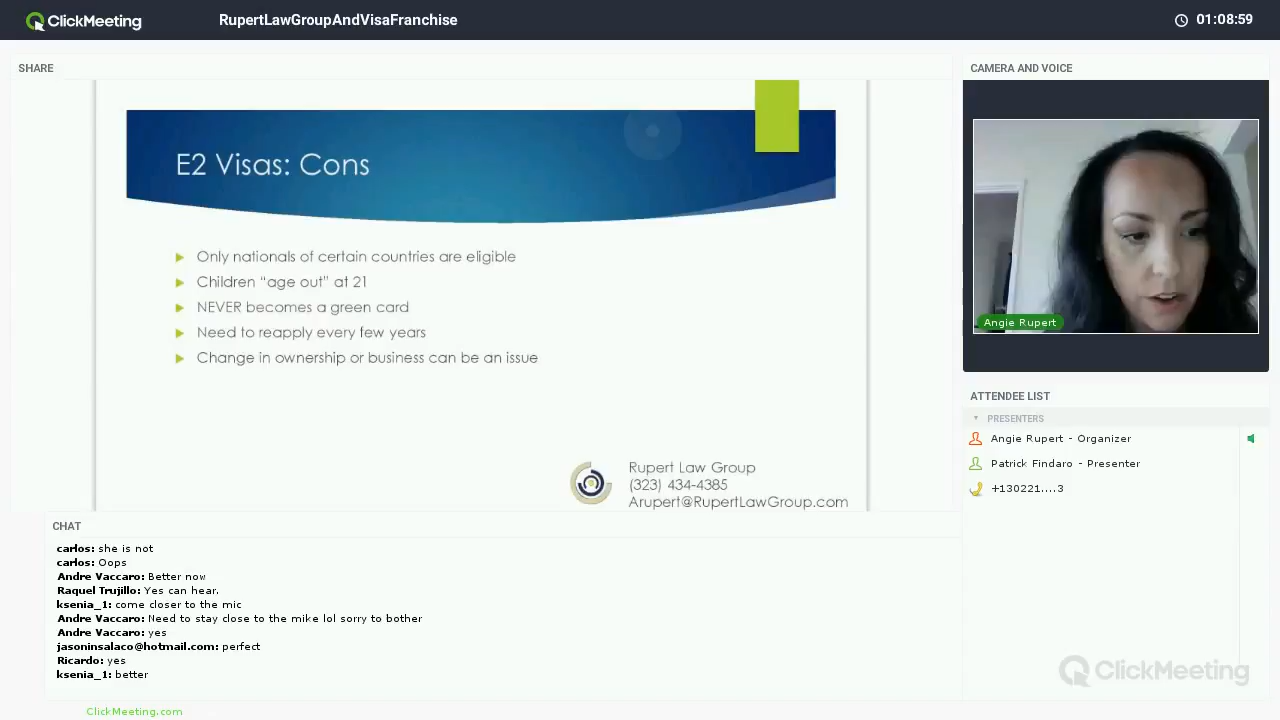 ClickMeeting
RupertLawGroupAndVisaFranchise
01:08:59
SHARE
E2 Visas: Cons
Only nationals of certain countries are eligible
Children “age out” at 21
NEVER becomes a green card
Need to reapply every few years
Change in ownership or business can be an issue
Rupert Law Group
(323) 434-4385
Arupert@RupertLawGroup.com
CAMERA AND VOICE
Angie Rupert
ATTENDEE LIST
PRESENTERS
Angie Rupert - Organizer
Patrick Findaro - Presenter
+130221....3
CHAT
carlos: she is not
carlos: Oops
Andre Vaccaro: Better now
Raquel Trujillo: Yes can hear.
ksenia_1: come closer to the mic
Andre Vaccaro: Need to stay close to the mike lol sorry to bother
Andre Vaccaro: yes
jasoninsalaco@hotmail.com: perfect
Ricardo: yes
ksenia_1: better
ClickMeeting
ClickMeeting.com